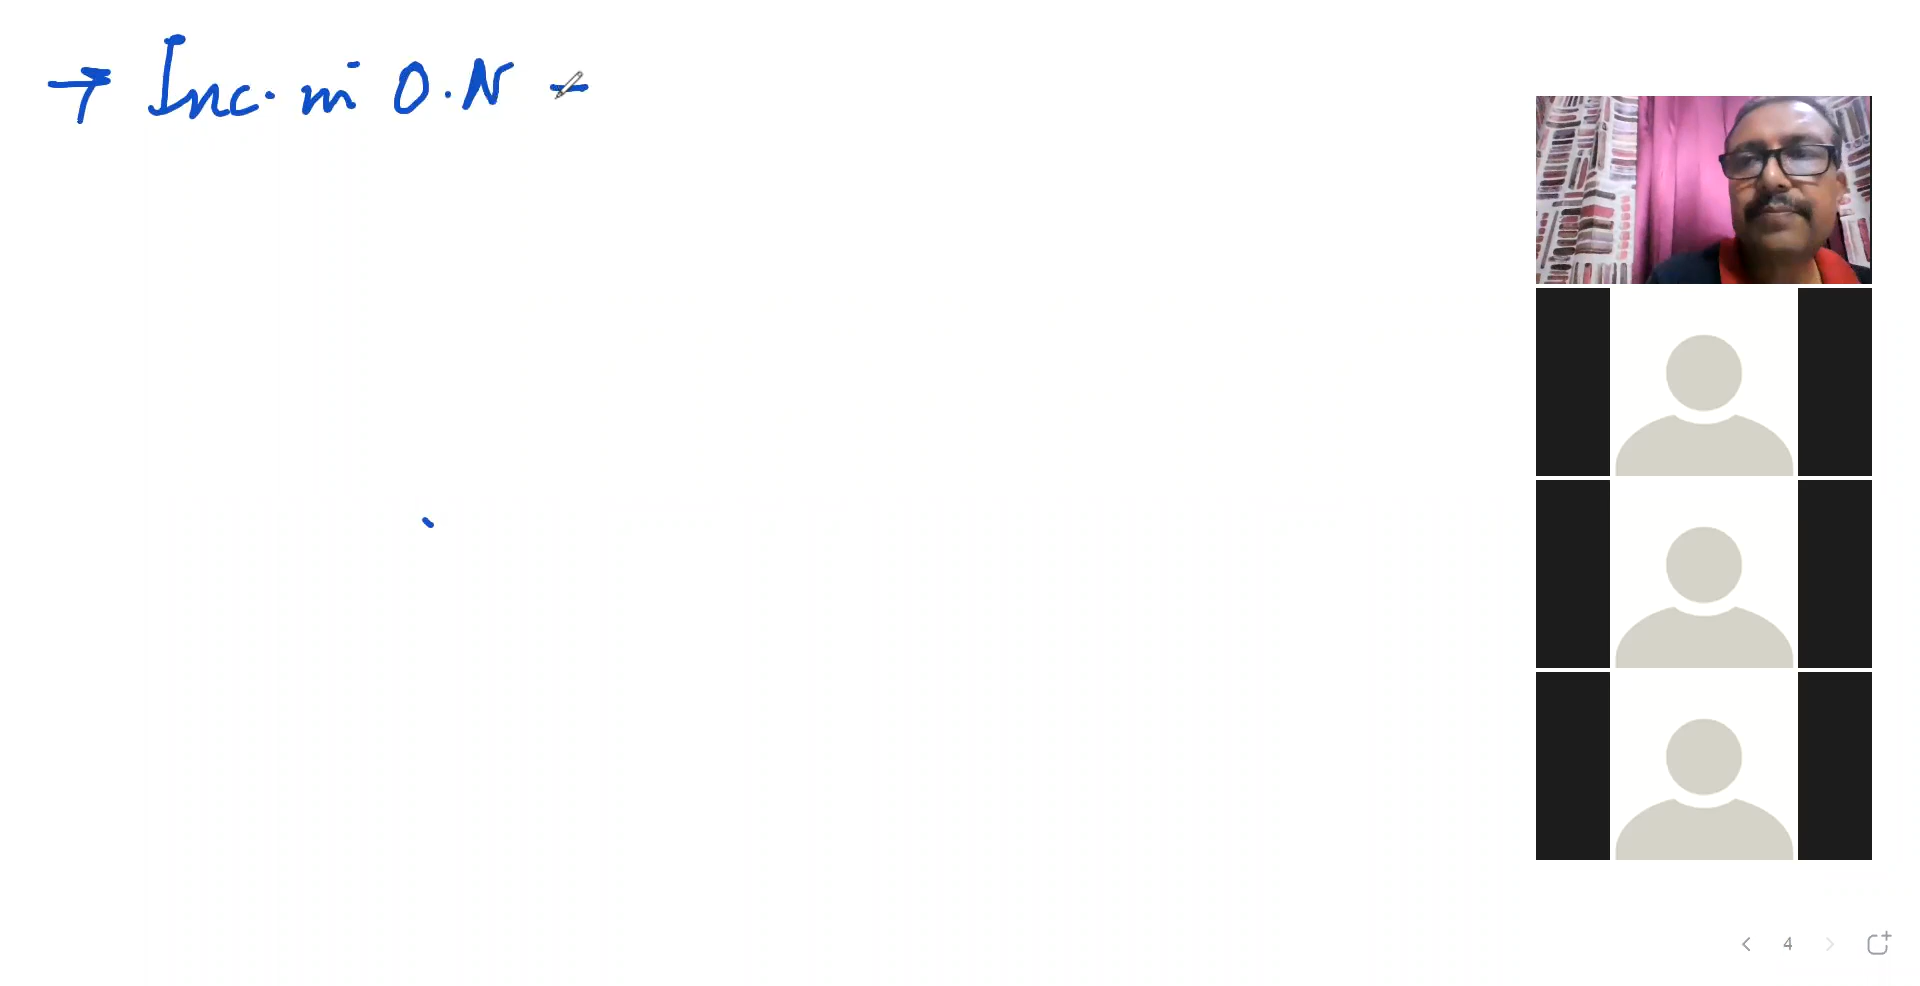 → Inc. in O.N =
4